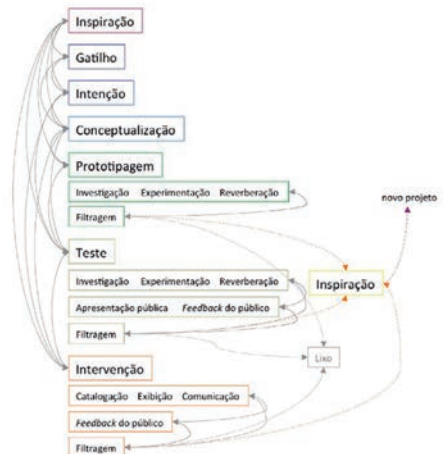 Inspiração
Gatilho
Intenção
Conceptualização
Prototipagem
Investigação Experimentação Reverberação
Filtragem
Teste
Investigação Experimentação Reverberação
Apresentação pública Feedback do público
Filtragem
Intervenção
Catalogação Exibição Comunicação
Feedback do público
Filtragem
novo projeto
Inspiração
Lixo